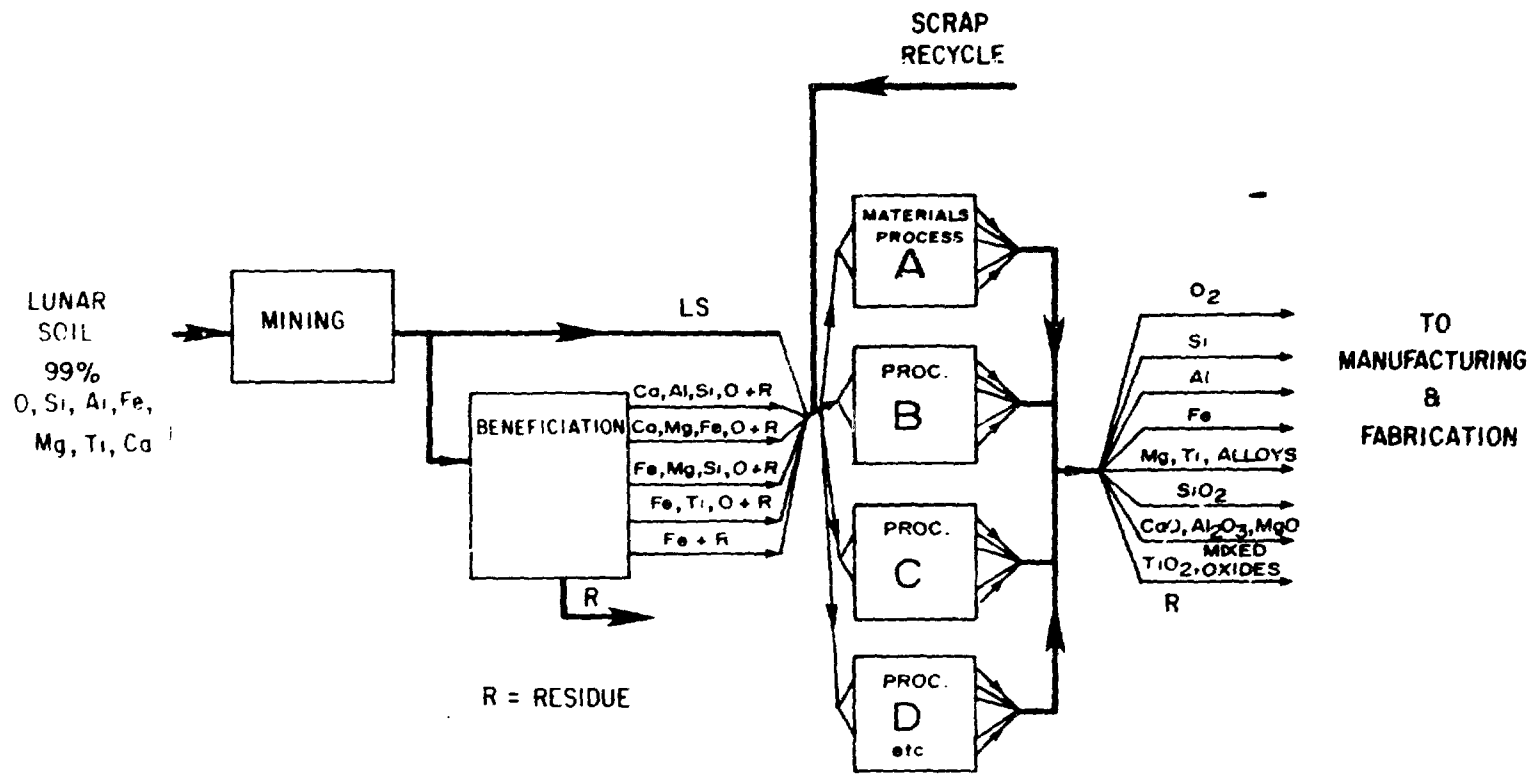 SCRAP
RECYCLE
LUNAR
SOIL
99%
O, Si, Al, Fe,
Mg, Ti, Ca
MINING
LS
BENEFICIATION
Ca, Al, Si, O + R
Ca, Mg, Fe, O + R
Fe, Mg, Si, O + R
Fe, Ti, O + R
Fe + R
R
R = RESIDUE
MATERIALS
PROCESS
A
PROC.
B
PROC.
C
PROC.
D
etc
O2
Si
Al
Fe
Mg, Ti, ALLOYS
SiO2
CaO, Al2O3, MgO
MIXED
TiO2, OXIDES
R
TO
MANUFACTURING
&
FABRICATION